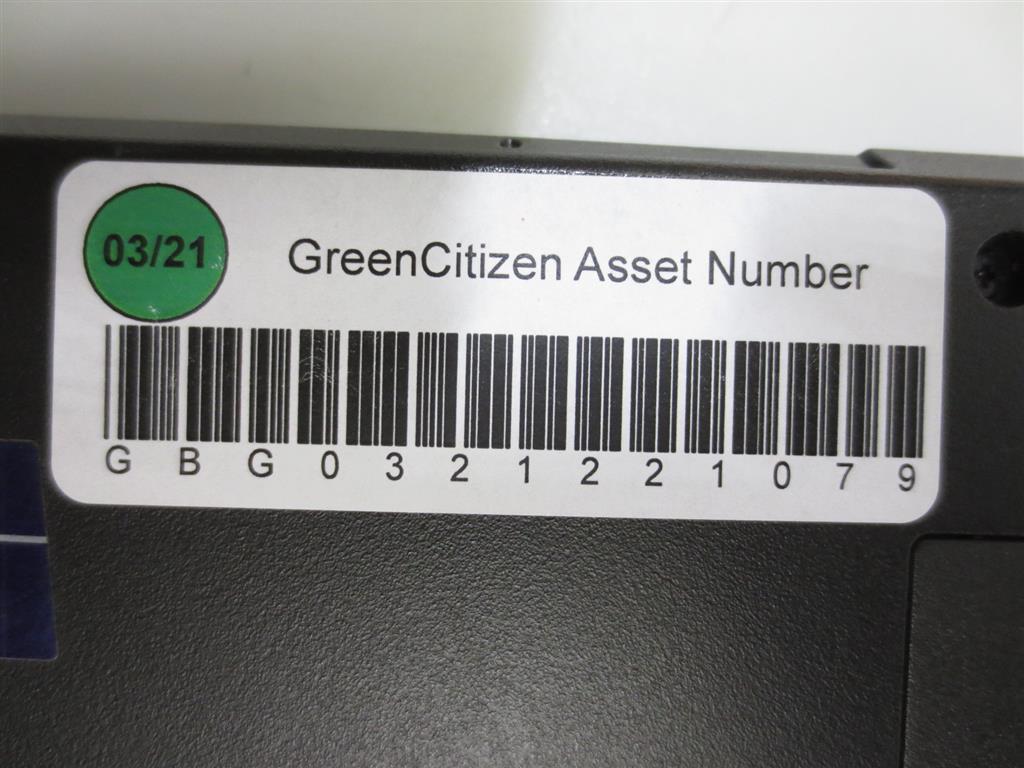 03/21
GreenCitizen Asset Number
G B G 0 3 2 1 2 2 1 0 7 9